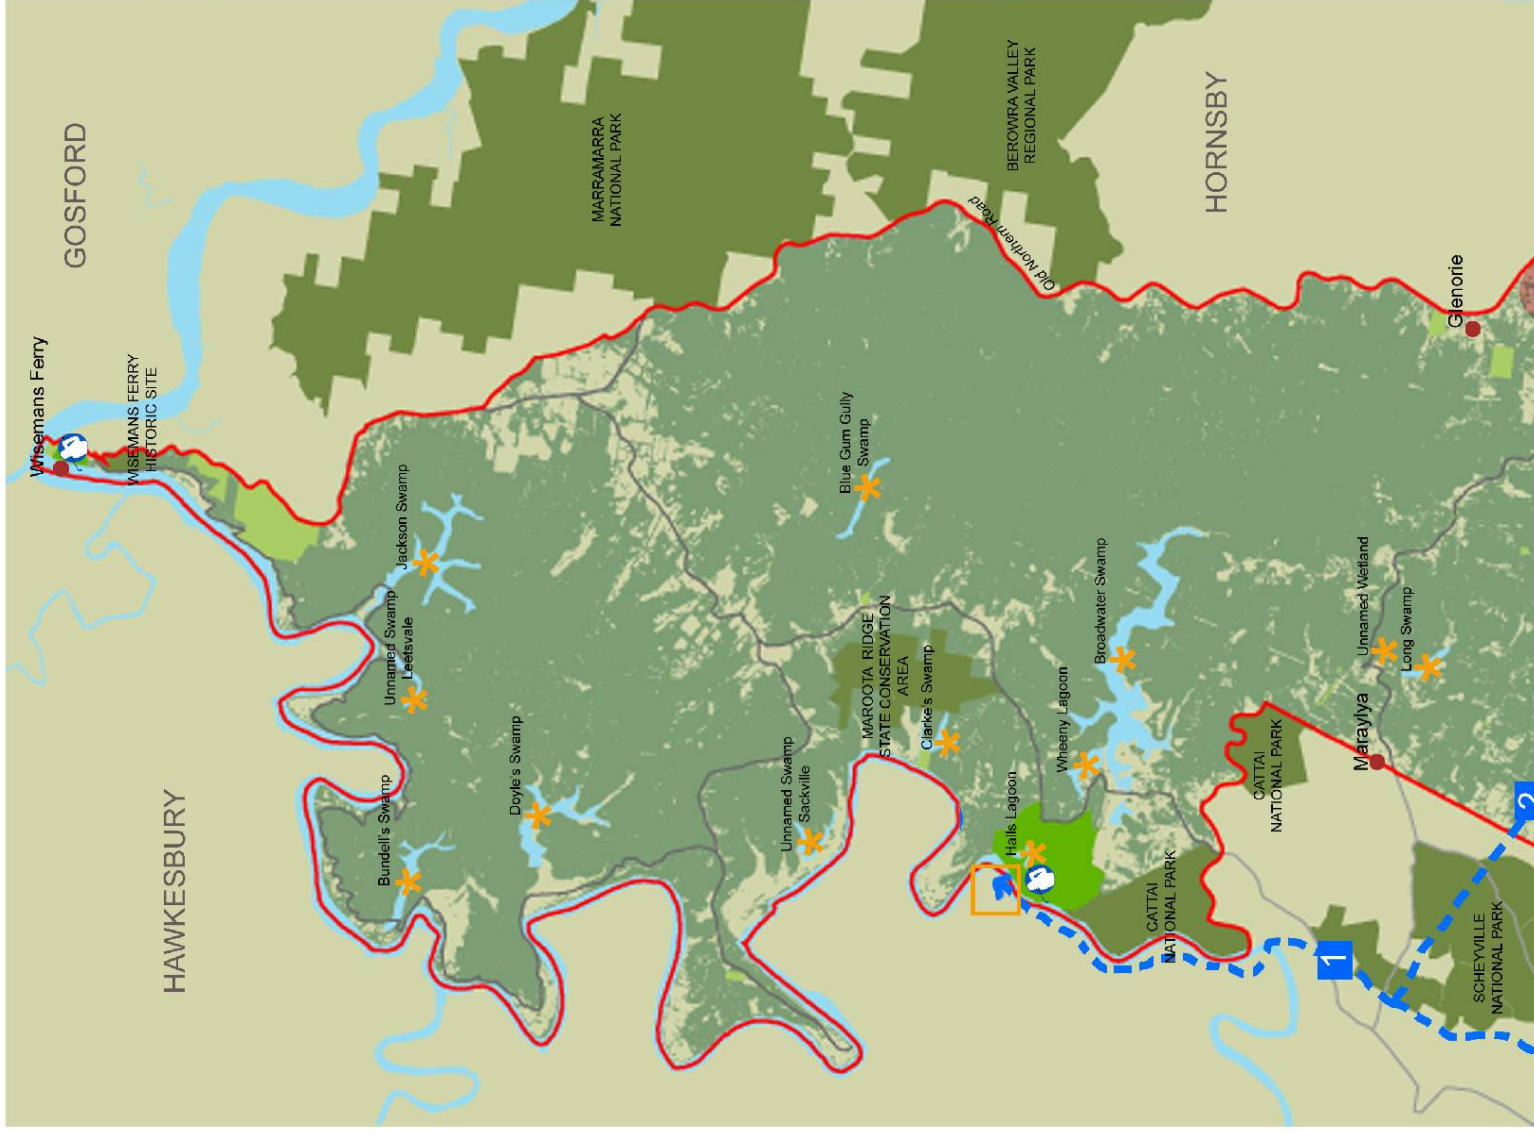 GOSFORD
HAWKESBURY
HORNSBY
Wisemans Ferry
WISEMANS FERRY
HISTORIC SITE
MARRAMARRA
NATIONAL PARK
BEROWRA VALLEY
REGIONAL PARK
Old Northern Road
Glenorie
Jackson Swamp
Unnamed Swamp
Leetsvale
Bundell's Swamp
Doyle's Swamp
Blue Gum Gully
Swamp
Unnamed Swamp
Sackville
MAROOTA RIDGE
STATE CONSERVATION
AREA
Clarke's Swamp
Halls Lagoon
Wheeny Lagoon
Broadwater Swamp
Unnamed Wetland
Long Swamp
Maraylya
CATTAI
NATIONAL PARK
CATTAI
NATIONAL PARK
SCHEYVILLE
NATIONAL PARK
1
2